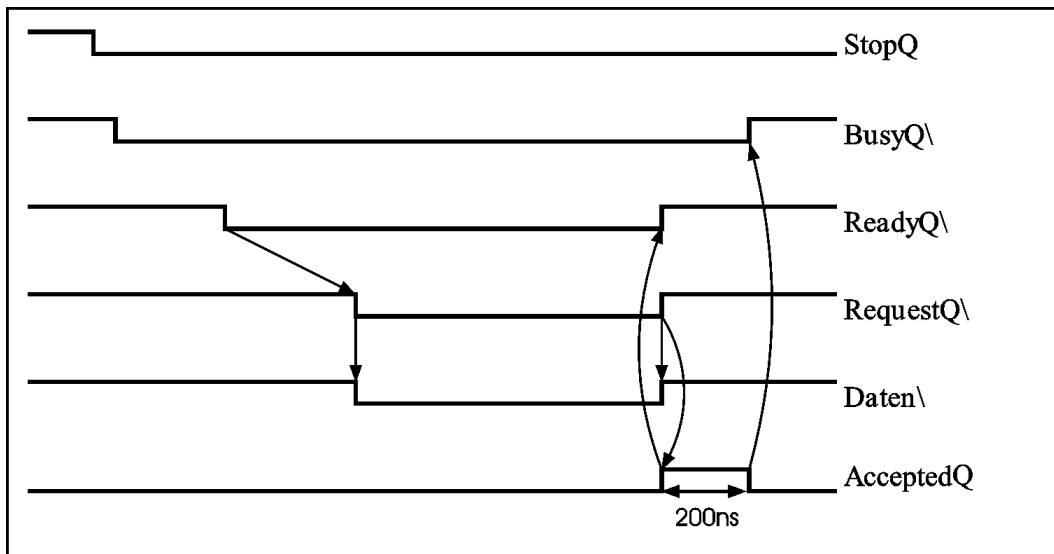 StopQ
BusyQ\
ReadyQ\
RequestQ\
Daten\
AcceptedQ
200ns